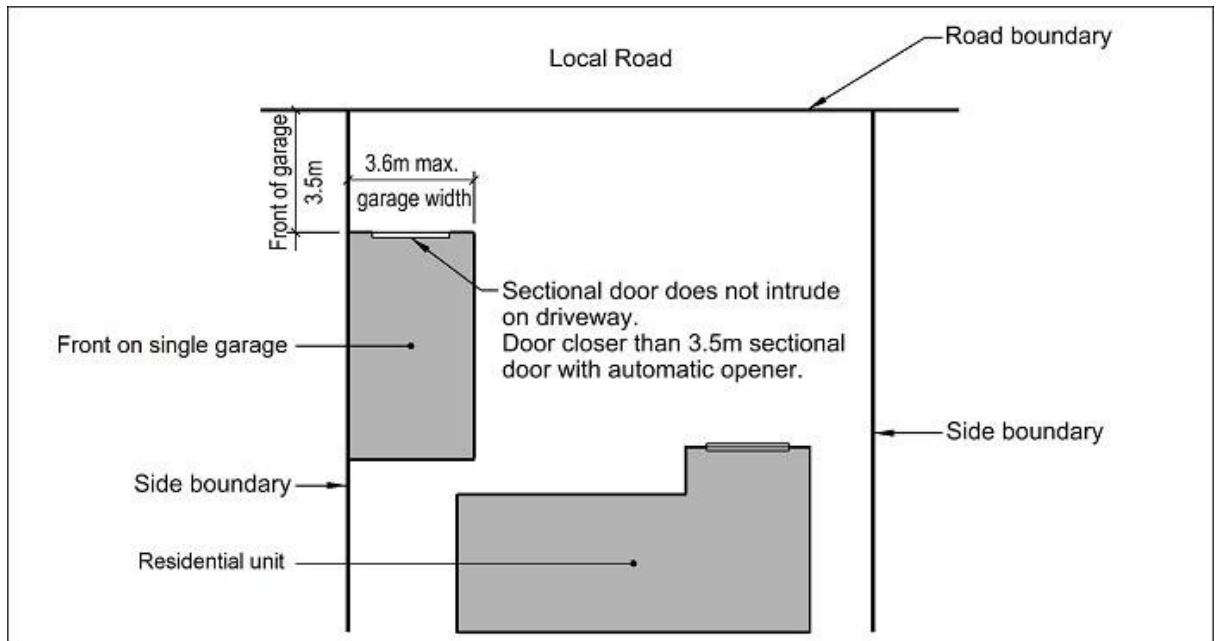 Road boundary
Local Road
Front of garage
3.5m
3.6m max.
garage width
Sectional door does not intrude
on driveway.
Door closer than 3.5m sectional
door with automatic opener.
Front on single garage
Side boundary
Side boundary
Residential unit